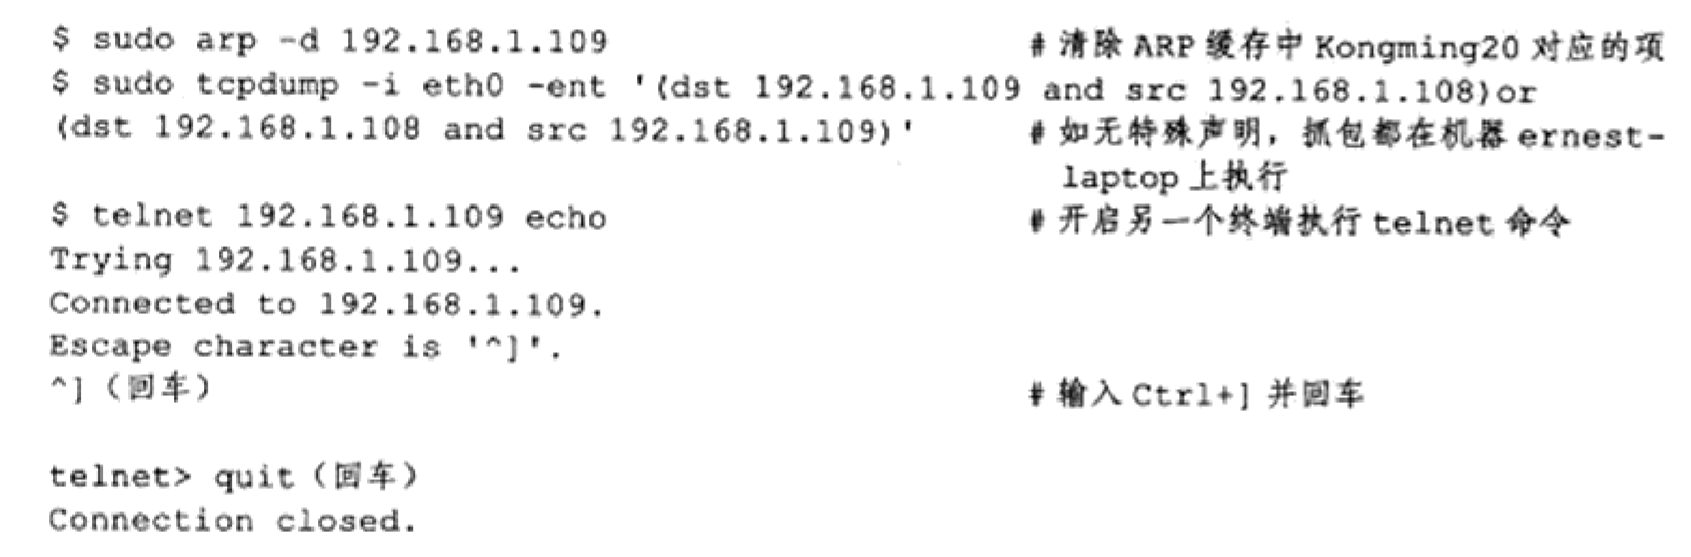 $ sudo arp -d 192.168.1.109 # 清除 ARP 缓存中 Kongming20 对应的项
$ sudo tcpdump -i eth0 -ent '(dst 192.168.1.109 and src 192.168.1.108)or
(dst 192.168.1.108 and src 192.168.1.109)' # 如无特殊声明，抓包都在机器 ernest-
laptop 上执行
$ telnet 192.168.1.109 echo # 开启另一个终端执行 telnet 命令
Trying 192.168.1.109...
Connected to 192.168.1.109.
Escape character is '^]'.
^]（回车） # 输入 Ctrl+] 并回车
telnet> quit（回车）
Connection closed.